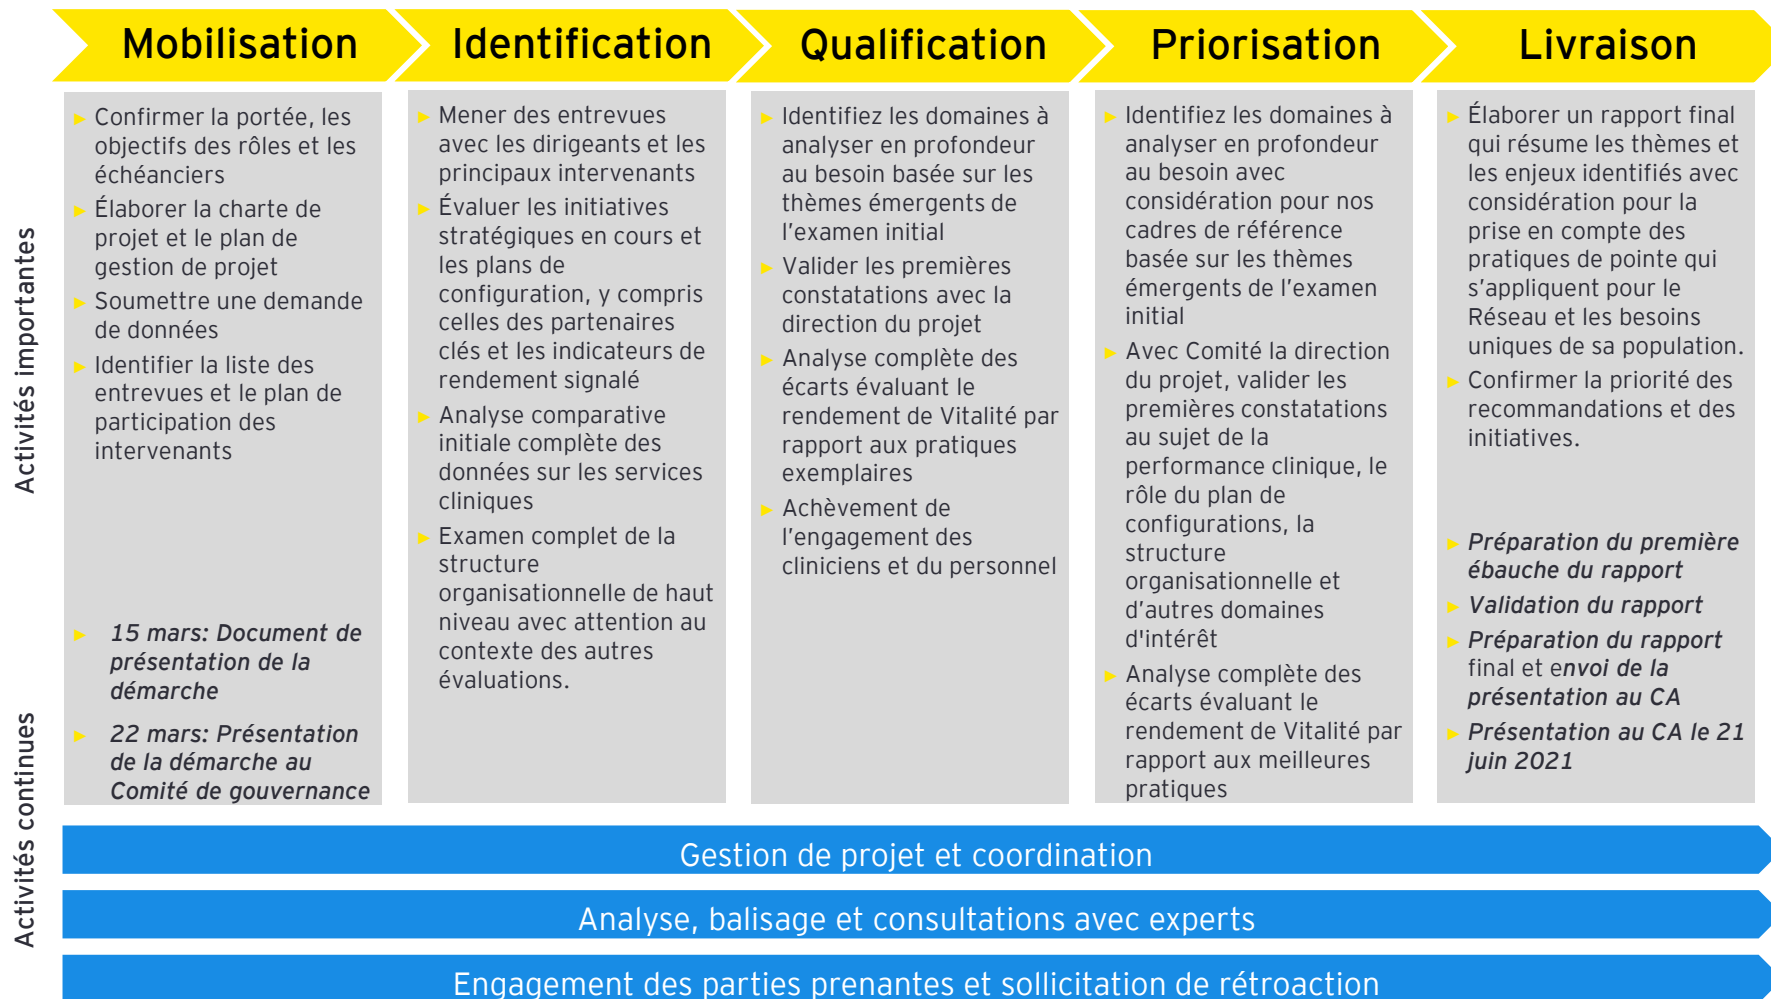 Mobilisation
Identification
Qualification
Priorisation
Livraison
Activités importantes
Activités continues
Confirmer la portée, les
objectifs des rôles et les
échéanciers
Élaborer la charte de
projet et le plan de
gestion de projet
Soumettre une demande
de données
Identifier la liste des
entrevues et le plan de
participation des
intervenants
15 mars: Document de
présentation de la
démarche
22 mars: Présentation
de la démarche au
Comité de gouvernance
Mener des entrevues
avec les dirigeants et les
principaux intervenants
Évaluer les initiatives
stratégiques en cours et
les plans de
configuration, y compris
celles des partenaires
clés et les indicateurs de
rendement signalé
Analyse comparative
initiale complète des
données sur les services
cliniques
Examen complet de la
structure
organisationnelle de haut
niveau avec attention au
contexte des autres
évaluations.
Identifiez les domaines à
analyser en profondeur
au besoin basée sur les
thèmes émergents de
l'examen initial
Valider les premières
constatations avec la
direction du projet
Analyse complète des
écarts évaluant le
rendement de Vitalité par
rapport aux pratiques
exemplaires
Achèvement de
l'engagement des
cliniciens et du personnel
Identifiez les domaines à
analyser en profondeur
au besoin avec
considération pour nos
cadres de référence
basée sur les thèmes
émergents de l'examen
initial
Avec Comité la direction
du projet, valider les
premières constatations
au sujet de la
performance clinique, le
rôle du plan de
configurations, la
structure
organisationnelle et
d'autres domaines
d'intérêt
Analyse complète des
écarts évaluant le
rendement de Vitalité par
rapport aux meilleures
pratiques
Élaborer un rapport final
qui résume les thèmes et
les enjeux identifiés avec
considération pour la
prise en compte des
pratiques de pointe qui
s'appliquent pour le
Réseau et les besoins
uniques de sa population.
Confirmer la priorité des
recommandations et des
initiatives.
Préparation du première
ébauche du rapport
Validation du rapport
Préparation du rapport
final et envoi de la
présentation au CA
Présentation au CA le 21
juin 2021
Gestion de projet et coordination
Analyse, balisage et consultations avec experts
Engagement des parties prenantes et sollicitation de rétroaction